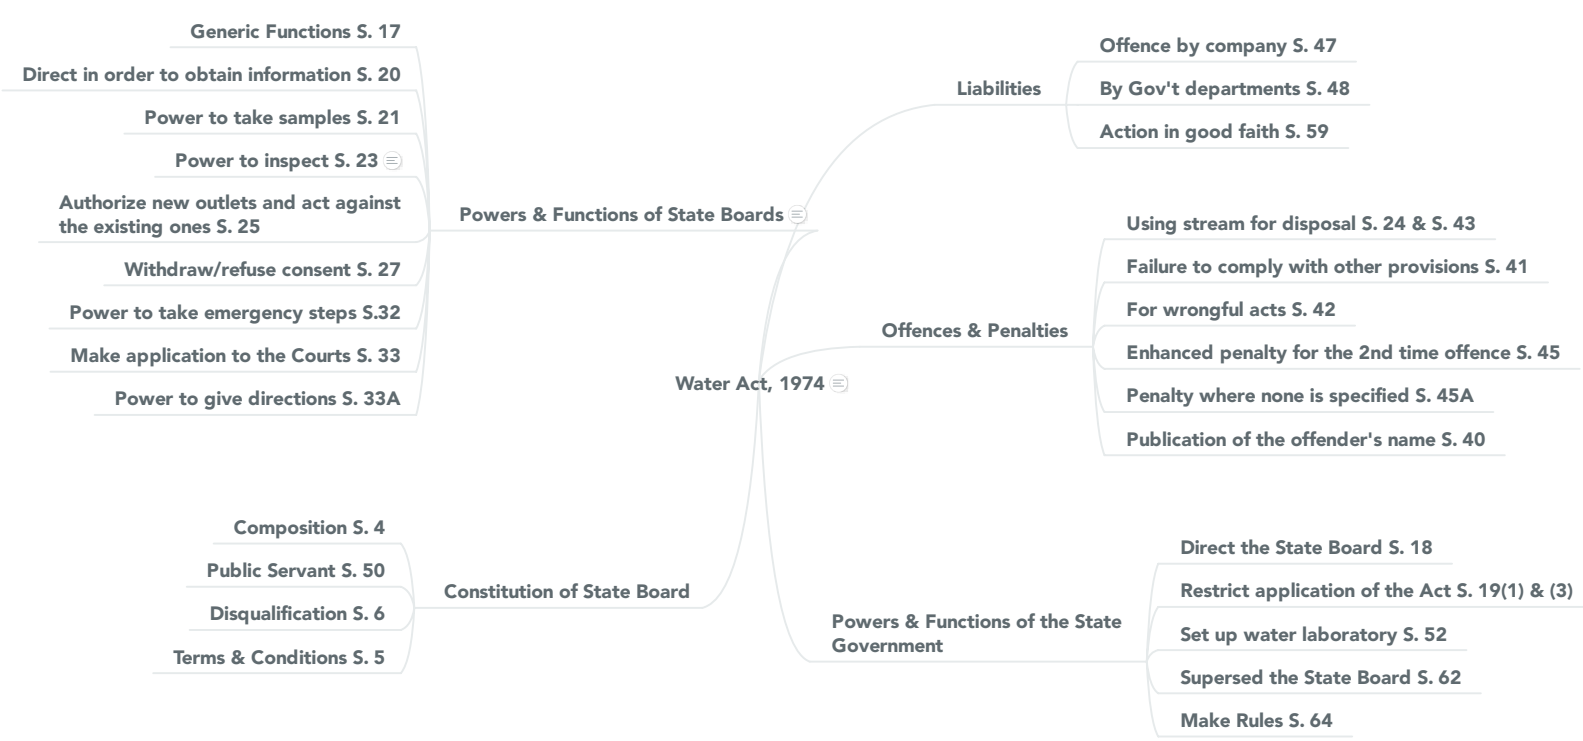 Generic Functions S. 17
Direct in order to obtain information S. 20
Power to take samples S. 21
Power to inspect S. 23
Authorize new outlets and act against
the existing ones S. 25
Withdraw/refuse consent S. 27
Power to take emergency steps S.32
Make application to the Courts S. 33
Power to give directions S. 33A
Powers & Functions of State Boards
Composition S. 4
Public Servant S. 50
Disqualification S. 6
Terms & Conditions S. 5
Constitution of State Board
Water Act, 1974
Liabilities
Offence by company S. 47
By Gov't departments S. 48
Action in good faith S. 59
Offences & Penalties
Using stream for disposal S. 24 & S. 43
Failure to comply with other provisions S. 41
For wrongful acts S. 42
Enhanced penalty for the 2nd time offence S. 45
Penalty where none is specified S. 45A
Publication of the offender's name S. 40
Powers & Functions of the State
Government
Direct the State Board S. 18
Restrict application of the Act S. 19(1) & (3)
Set up water laboratory S. 52
Supersed the State Board S. 62
Make Rules S. 64